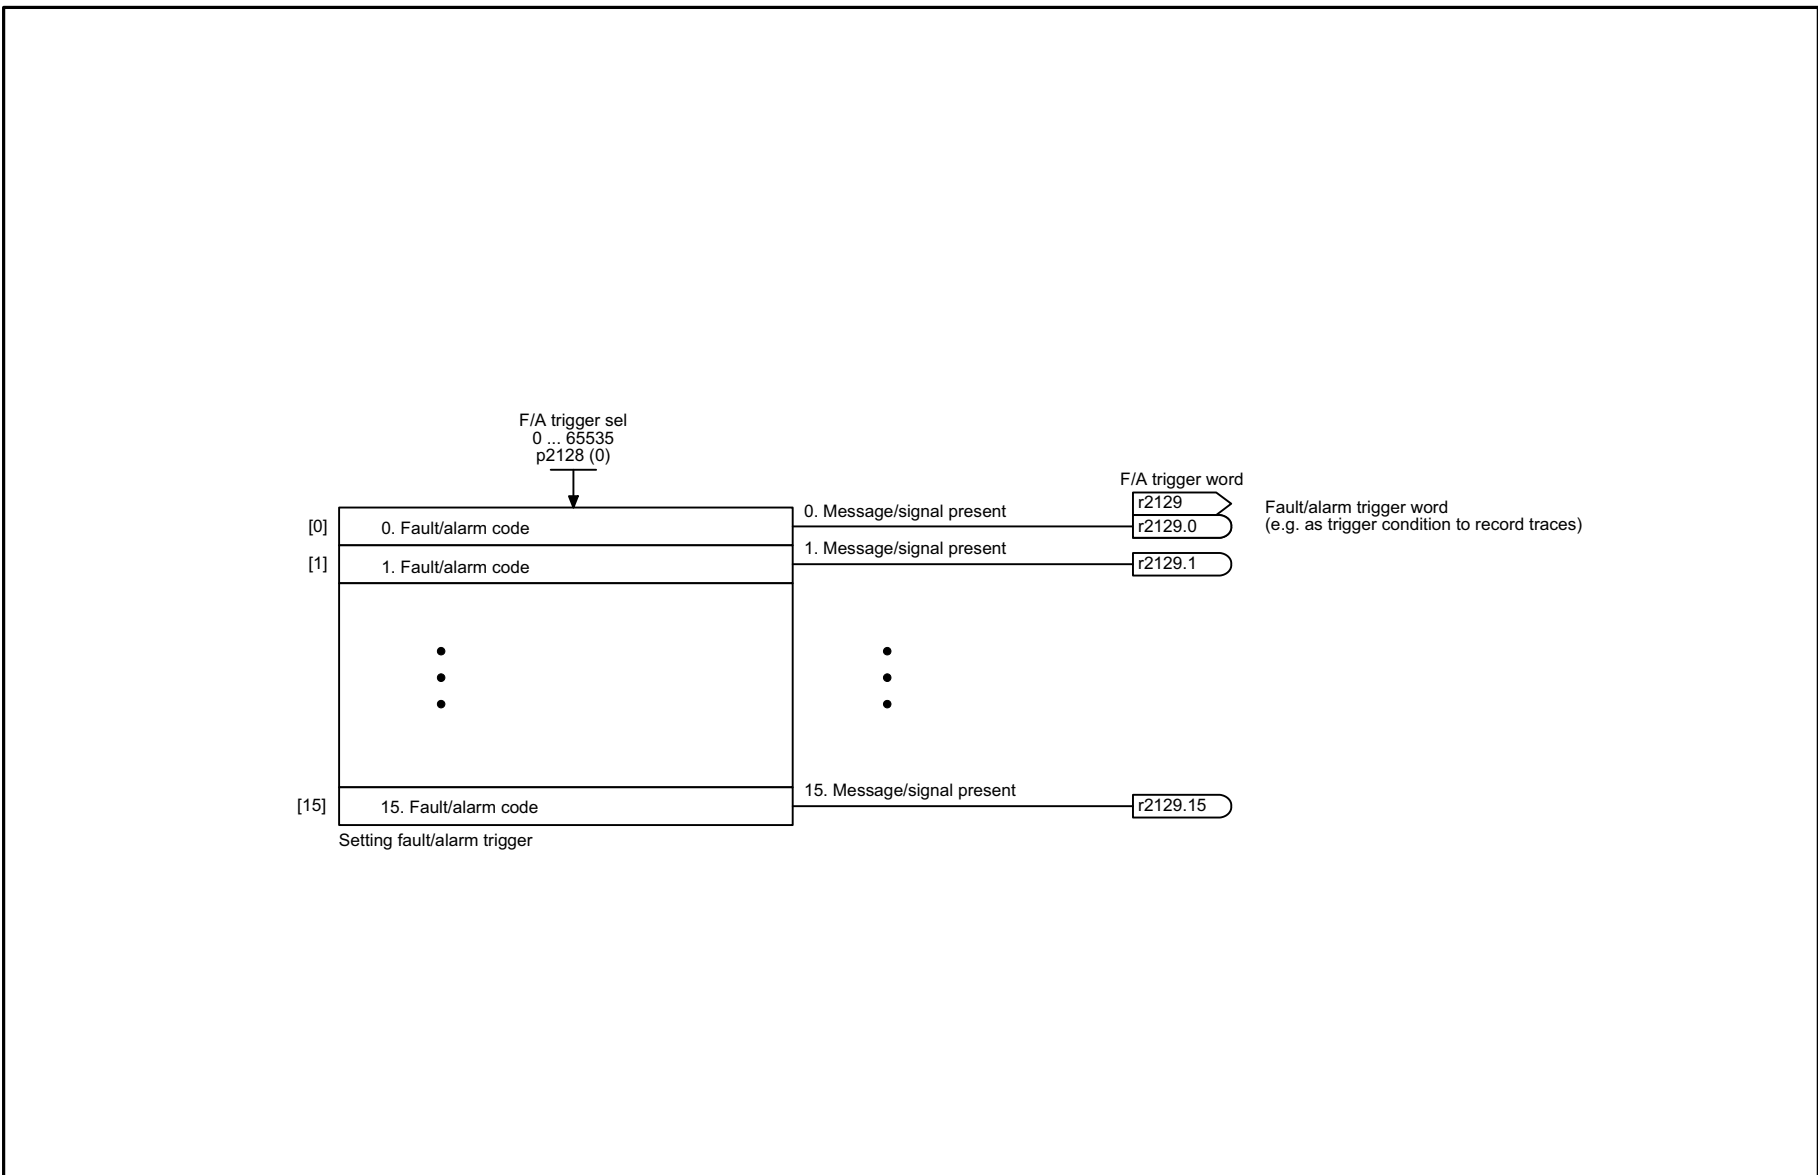 F/A trigger sel
0 ... 65535
p2128 (0)
F/A trigger word
r2129
Fault/alarm trigger word
(e.g. as trigger condition to record traces)
[0]
0. Fault/alarm code
0. Message/signal present
r2129.0
[1]
1. Fault/alarm code
1. Message/signal present
r2129.1
[15]
15. Fault/alarm code
15. Message/signal present
r2129.15
Setting fault/alarm trigger